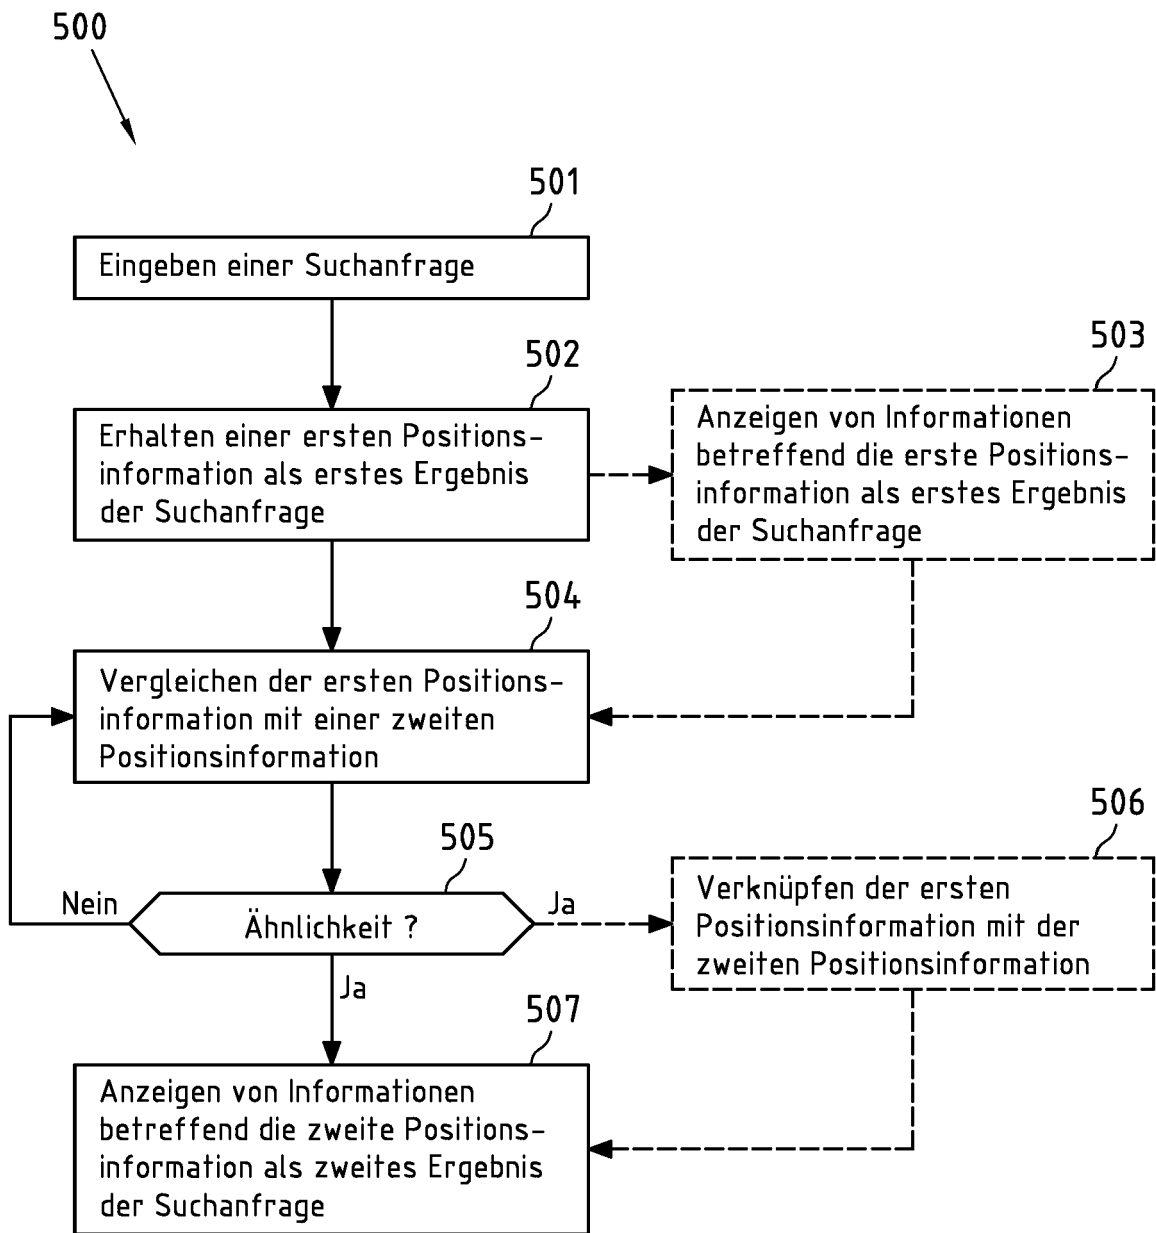 500
501
Eingeben einer Suchanfrage
502
Erhalten einer ersten Positions-
information als erstes Ergebnis
der Suchanfrage
503
Anzeigen von Informationen
betreffend die erste Positions-
information als erstes Ergebnis
der Suchanfrage
504
Vergleichen der ersten Positions-
information mit einer zweiten
Positionsinformation
505
Nein
Ähnlichkeit ?
Ja
506
Verknüpfen der ersten
Positionsinformation mit der
zweiten Positionsinformation
Ja
507
Anzeigen von Informationen
betreffend die zweite Positions-
information als zweites Ergebnis
der Suchanfrage